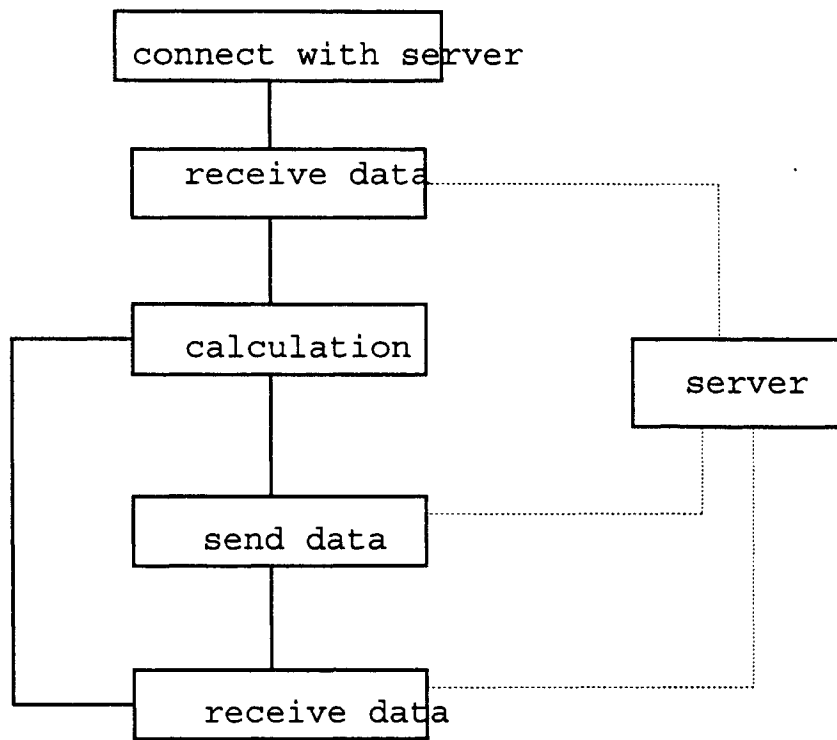 connect with server
receive data
calculation
server
send data
receive data